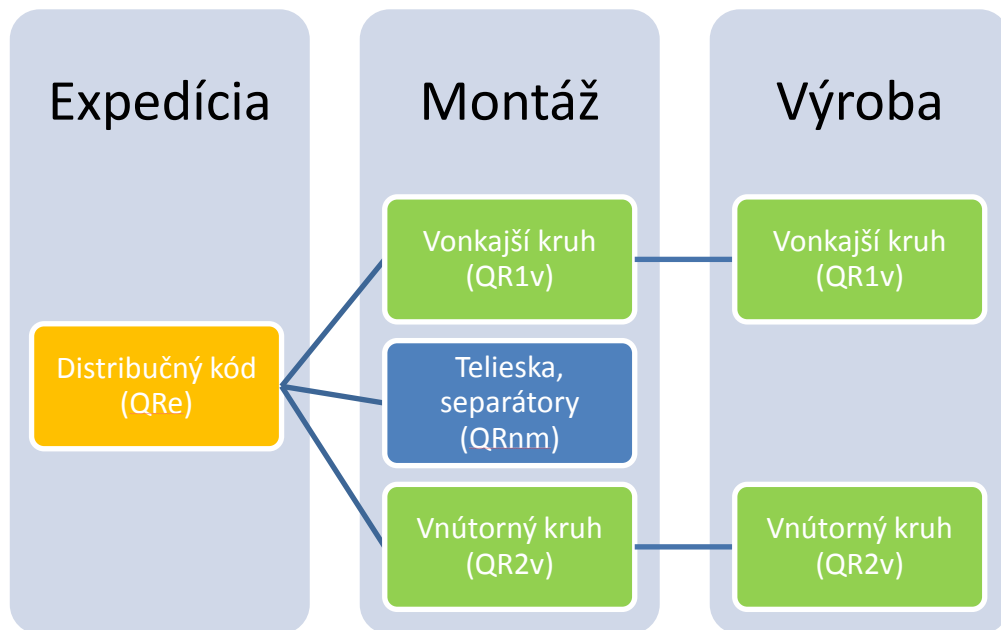 Expedícia
Montáž
Výroba
Distribučný kód
(QRe)
Vonkajší kruh
(QR1v)
Telieska,
separátory
(QRnm)
Vnútorný kruh
(QR2v)
Vonkajší kruh
(QR1v)
Vnútorný kruh
(QR2v)